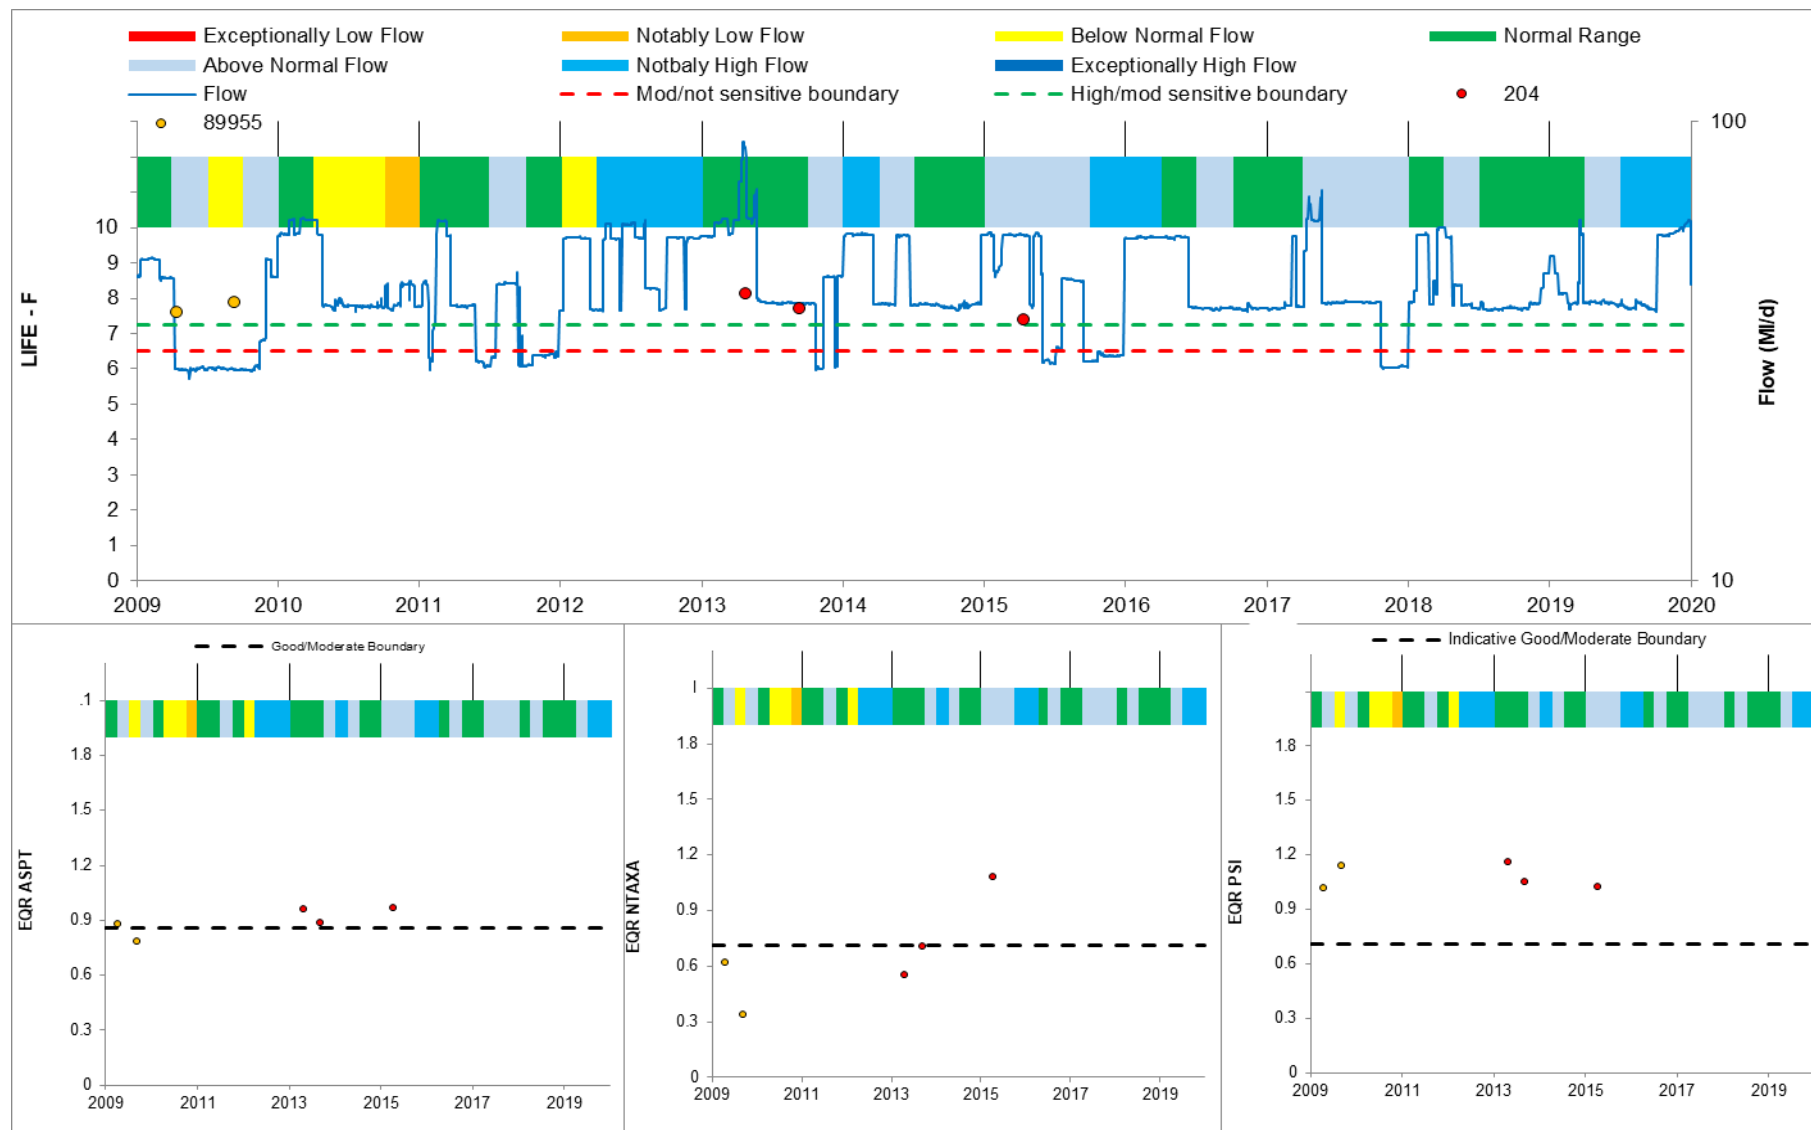 Exceptionally Low Flow Notably Low Flow Below Normal Flow Normal Range
Above Normal Flow Notbaly High Flow Exceptionally High Flow
Flow Mod/not sensitive boundary High/mod sensitive boundary 204
89955
100
10
9
8
7
6
5
4
3
2
1
0
10
LIFE - F
Flow (Ml/d)
2009 2010 2011 2012 2013 2014 2015 2016 2017 2018 2019 2020
Good/Moderate Boundary
.1
1.8
1.5
1.2
0.9
0.6
0.3
0
EQR ASPT
2009 2011 2013 2015 2017 2019
1.8
1.5
1.2
0.9
0.6
0.3
0
EQR NTAXA
2009 2011 2013 2015 2017 2019
Indicative Good/Moderate Boundary
1.8
1.5
1.2
0.9
0.6
0.3
0
EQR PSI
2009 2011 2013 2015 2017 2019